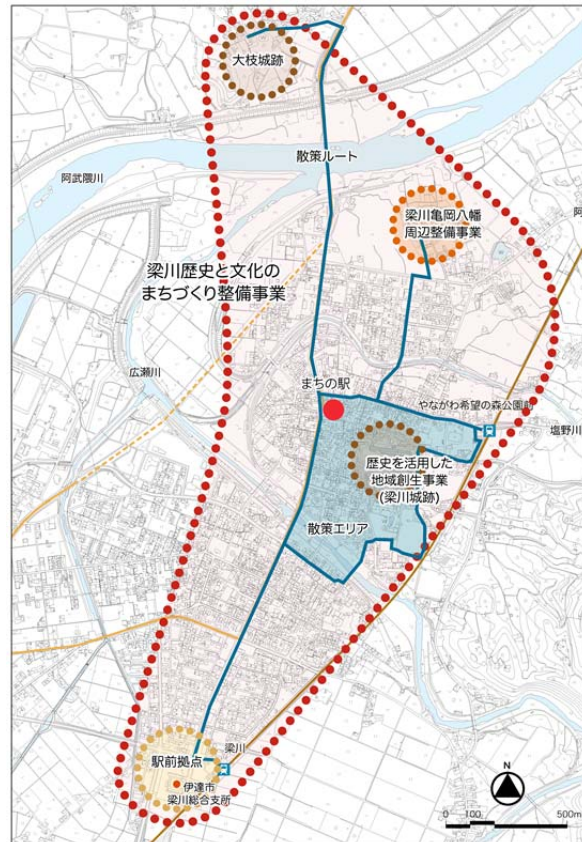 大枝城跡
散策ルート
阿武隈川
梁川亀岡八幡
周辺整備事業
梁川歴史と文化の
まちづくり整備事業
広瀬川
まちの駅
やながわ希望の森公園前
塩野川
歴史を活用した
地域創生事業
(梁川城跡)
散策エリア
梁川
駅前拠点
伊達市
梁川総合支所
N
0 100 500m